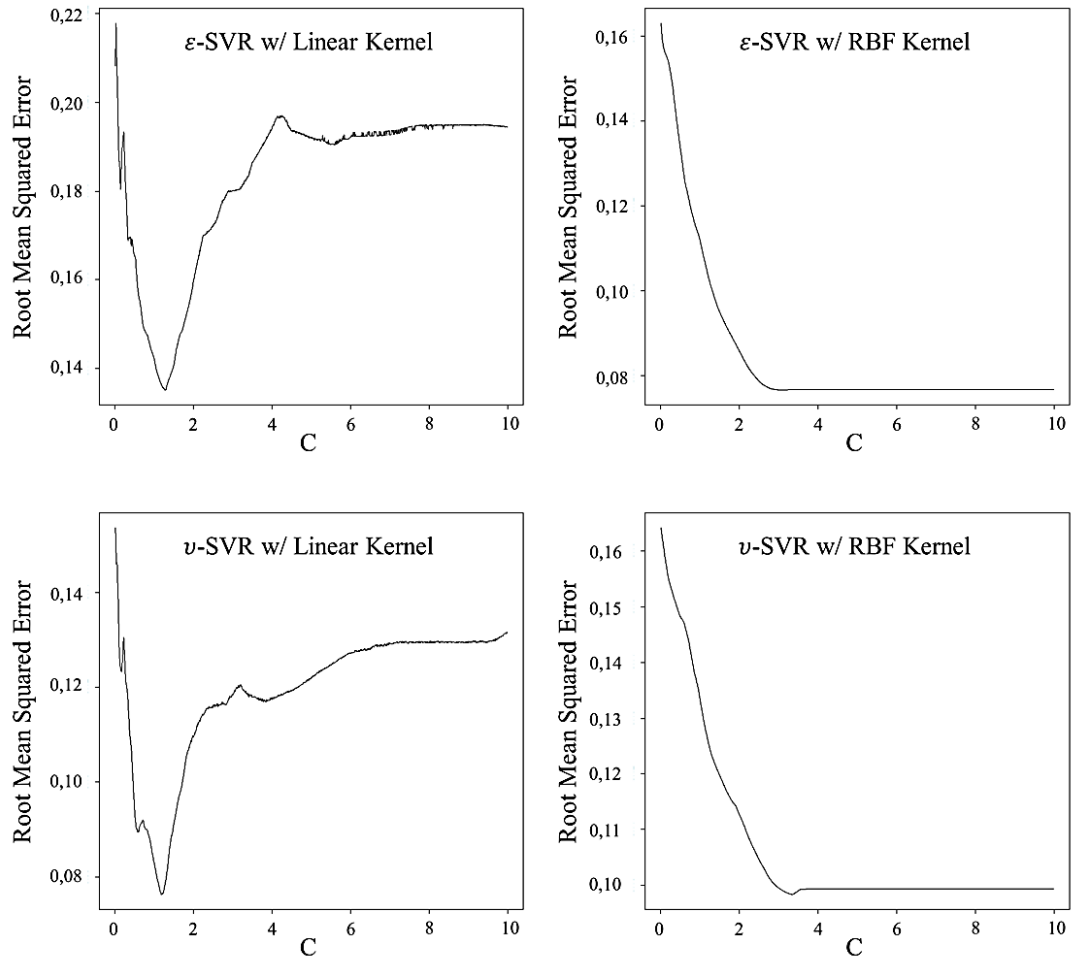 ε-SVR w/ Linear Kernel
Root Mean Squared Error
0,22
0,20
0,18
0,16
0,14
0 2 4 6 8 10
C
ε-SVR w/ RBF Kernel
Root Mean Squared Error
0,16
0,14
0,12
0,10
0,08
0 2 4 6 8 10
C
υ-SVR w/ Linear Kernel
Root Mean Squared Error
0,14
0,12
0,10
0,08
0 2 4 6 8 10
C
υ-SVR w/ RBF Kernel
Root Mean Squared Error
0,16
0,15
0,14
0,13
0,12
0,11
0,10
0 2 4 6 8 10
C